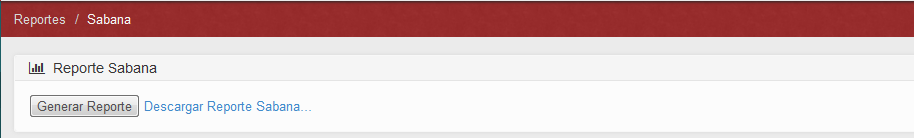 Reportes / Sabana
Reporte Sabana
Generar Reporte Descargar Reporte Sabana...